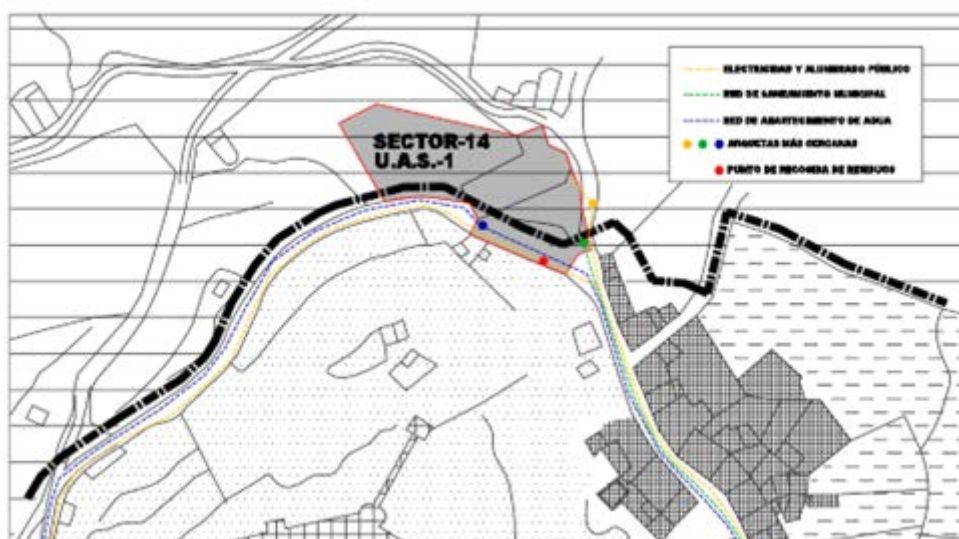 SECTOR-14
U.A.S.-1
ELECTRICIDAD Y ALUMBRADO PÚBLICO
RED DE SANEAMIENTO MUNICIPAL
RED DE ABASTECIMIENTO DE AGUA
ARQUETAS MÁS CERCANAS
PUNTO DE RECOGIDA DE RESIDUOS